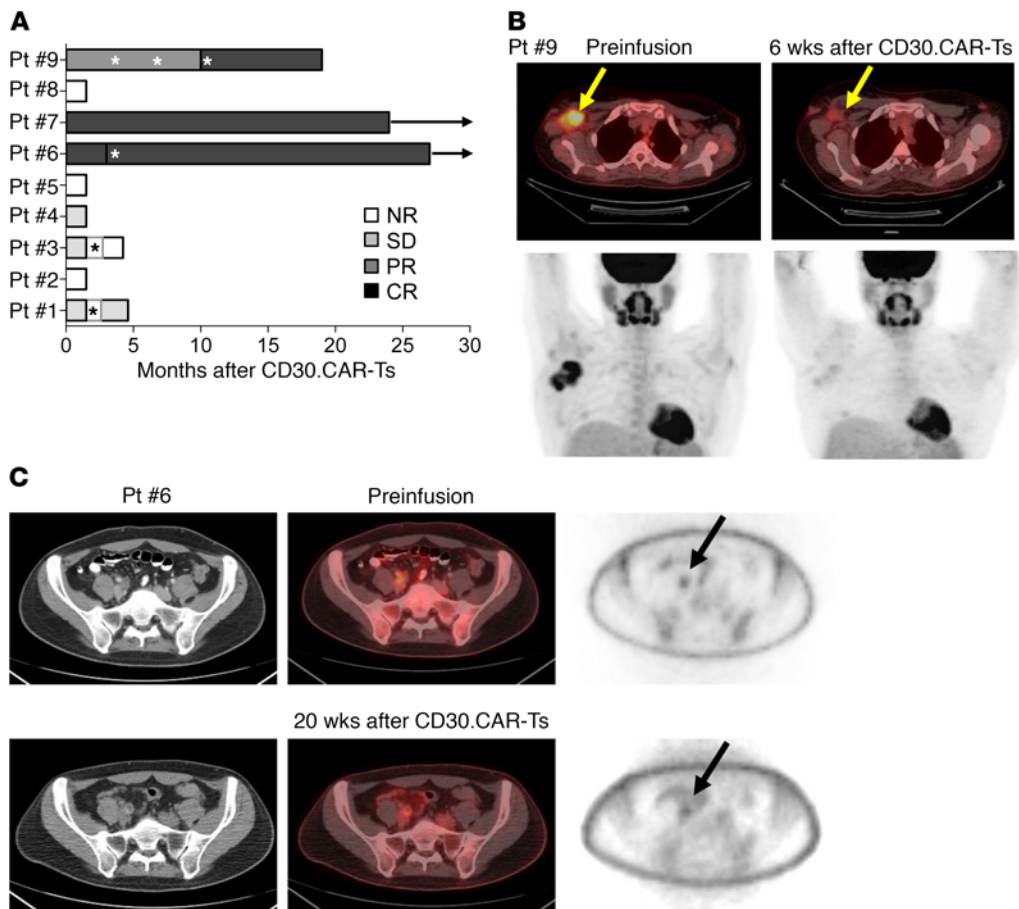 A
Pt #9
Pt #8
Pt #7
Pt #6
Pt #5
Pt #4
Pt #3
Pt #2
Pt #1
* * *
*
*
*
NR
SD
PR
CR
0 5 10 15 20 25 30
Months after CD30.CAR-Ts
B
Pt #9 Preinfusion 6 wks after CD30.CAR-Ts
C
Pt #6 Preinfusion
20 wks after CD30.CAR-Ts